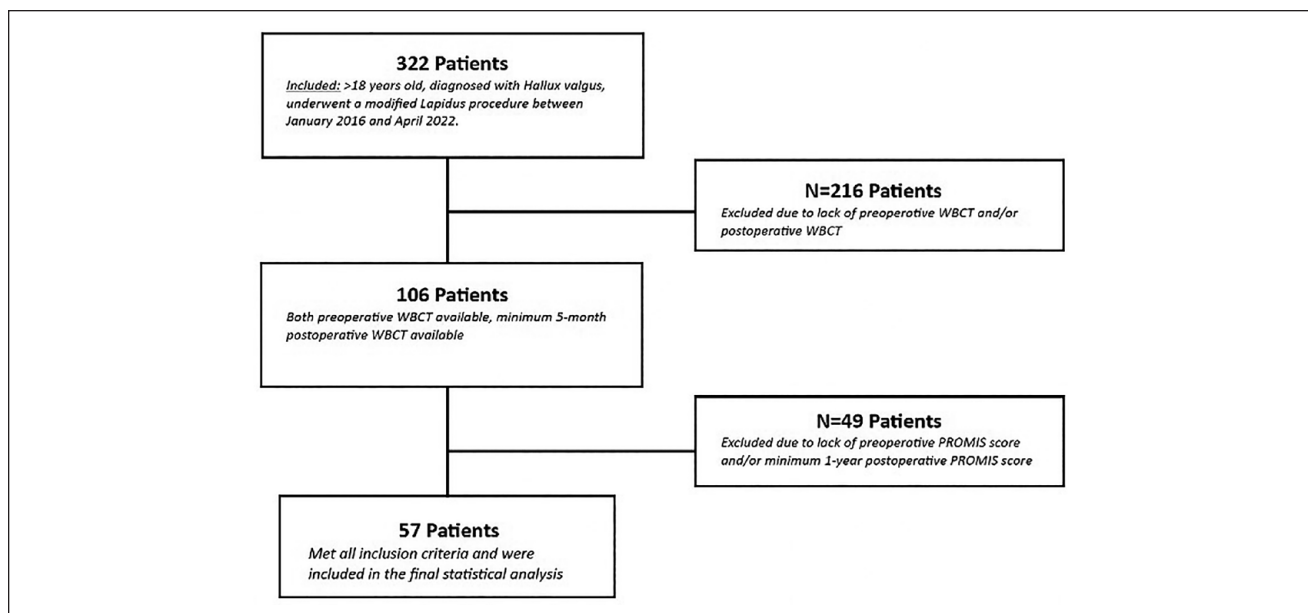 322 Patients
Included: >18 years old, diagnosed with Hallux valgus,
underwent a modified Lapidus procedure between
January 2016 and April 2022.
N=216 Patients
Excluded due to lack of preoperative WBCT and/or
postoperative WBCT
106 Patients
Both preoperative WBCT available, minimum 5-month
postoperative WBCT available
N=49 Patients
Excluded due to lack of preoperative PROMIS score
and/or minimum 1-year postoperative PROMIS score
57 Patients
Met all inclusion criteria and were
included in the final statistical analysis